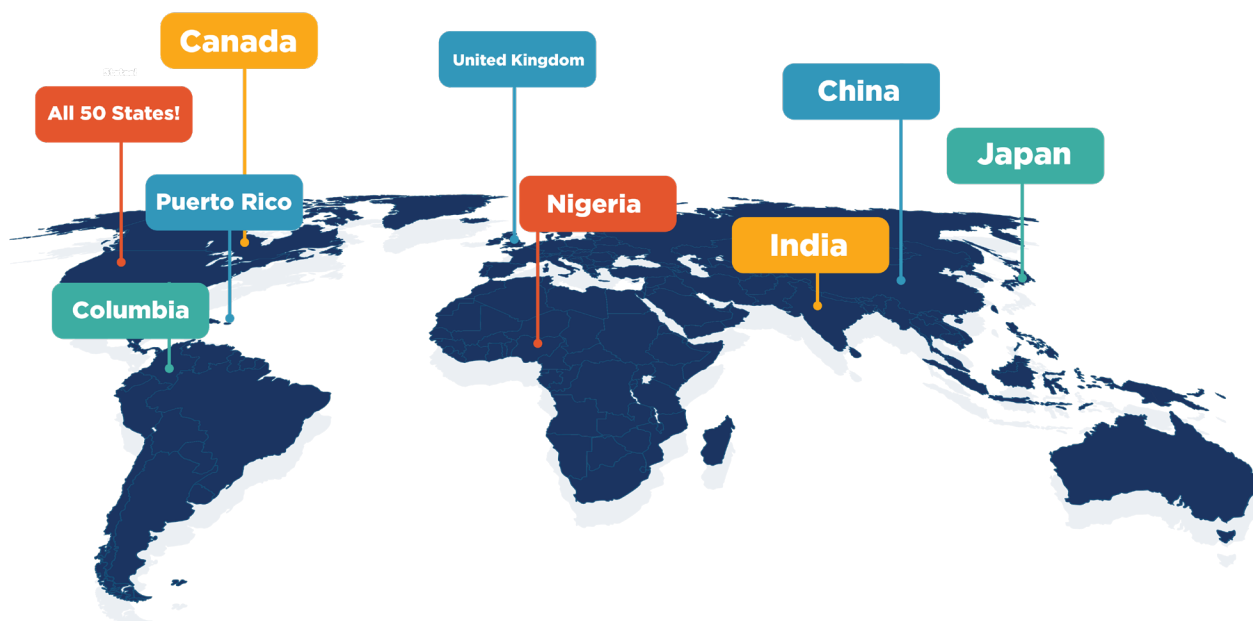 Canada
United Kingdom
China
All 50 States!
Japan
Puerto Rico
Nigeria
India
Columbia